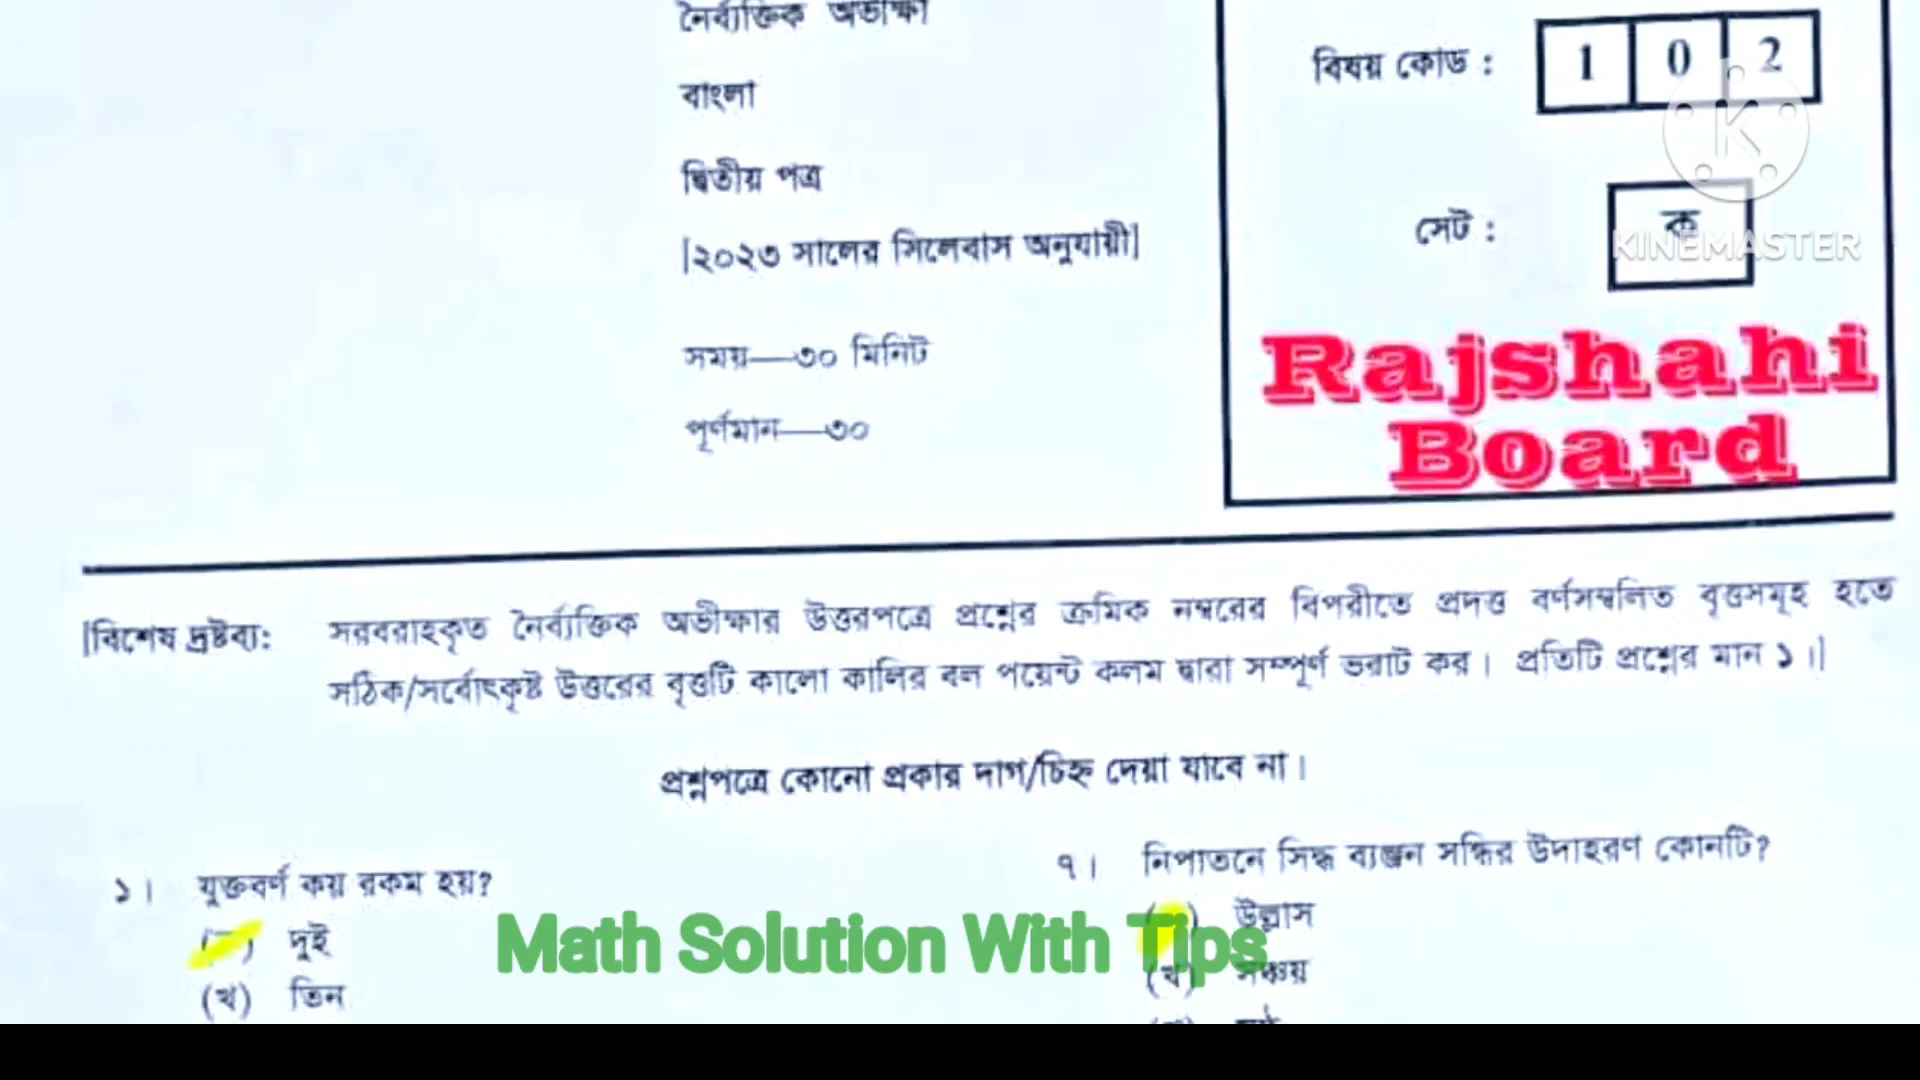 নৈর্ব্যক্তিক অভীক্ষা
বাংলা
দ্বিতীয় পত্র
[২০২৩ সালের সিলেবাস অনুযায়ী]
সময়—৩০ মিনিট
পূর্ণমান—৩০
বিষয় কোড : 1 0 2
সেট : ক
KINEMASTER
Rajshahi
Board
[বিশেষ দ্রষ্টব্য: সরবরাহকৃত নৈর্ব্যক্তিক অভীক্ষার উত্তরপত্রে প্রশ্নের ক্রমিক নম্বরের বিপরীতে প্রদত্ত বর্ণসম্বলিত বৃত্তসমূহ হতে
সঠিক/সর্বোৎকৃষ্ট উত্তরের বৃত্তটি কালো কালির বল পয়েন্ট কলম দ্বারা সম্পূর্ণ ভরাট কর। প্রতিটি প্রশ্নের মান ১।]
প্রশ্নপত্রে কোনো প্রকার দাগ/চিহ্ন দেয়া যাবে না।
১। যুক্তবর্ণ কয় রকম হয়?
দুই
(খ) তিন
৭। নিপাতনে সিদ্ধ ব্যঞ্জন সন্ধির উদাহরণ কোনটি?
উল্লাস
(খ) সঞ্চয়
Math Solution With Tips